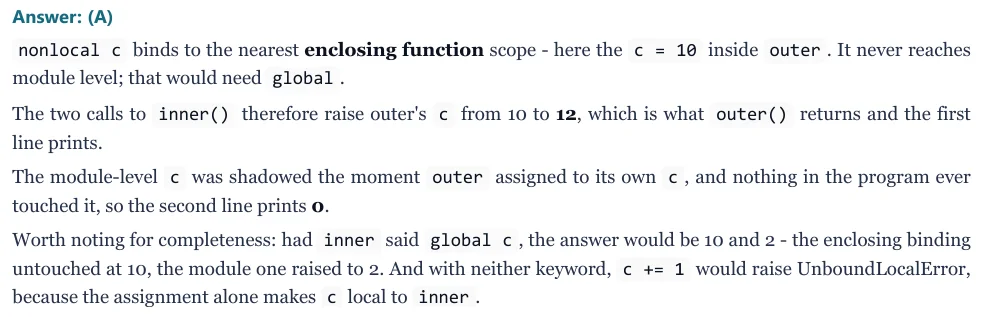 Answer: (A)
nonlocal c binds to the nearest enclosing function scope - here the c = 10 inside outer . It never reaches
module level; that would need global .
The two calls to inner() therefore raise outer's c from 10 to 12, which is what outer() returns and the first
line prints.
The module-level c was shadowed the moment outer assigned to its own c , and nothing in the program ever
touched it, so the second line prints 0.
Worth noting for completeness: had inner said global c , the answer would be 10 and 2 - the enclosing binding
untouched at 10, the module one raised to 2. And with neither keyword, c += 1 would raise UnboundLocalError,
because the assignment alone makes c local to inner .